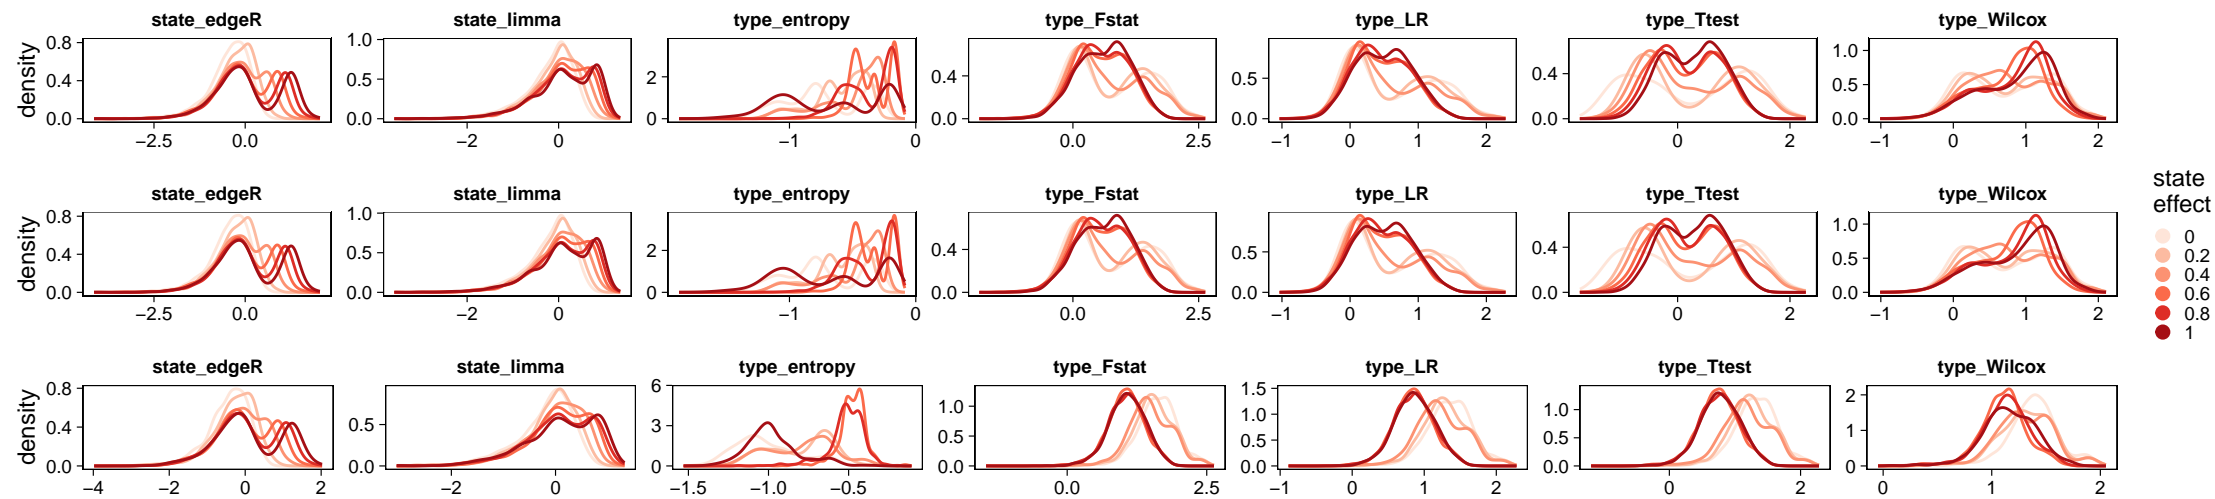 state_edgeR state_limma type_entropy type_Fstat type_LR type_Ttest type_Wilcox
density
0.8 0.4 0.0
1.0 0.5 0.0
2 0
0.4 0.0
0.5 0.0
0.4 0.0
1.0 0.5 0.0
−2.5 0.0 −2 0 −1 0 0.0 2.5 −1 0 1 2 0 2 −1 0 1 2
state_edgeR state_limma type_entropy type_Fstat type_LR type_Ttest type_Wilcox
density
0.8 0.4 0.0
1.0 0.5 0.0
2 0
0.4 0.0
0.5 0.0
0.4 0.0
1.0 0.5 0.0
−2.5 0.0 −2 0 −1 0 0.0 2.5 −1 0 1 2 0 2 −1 0 1 2
state_edgeR state_limma type_entropy type_Fstat type_LR type_Ttest type_Wilcox
density
0.8 0.4 0.0
0.5 0.0
6 3 0
1.0 0.5 0.0
1.5 1.0 0.5 0.0
1.0 0.5 0.0
2 1 0
−4 −2 0 2 −2 0 −1.5 −1.0 −0.5 0.0 2.5 −1 0 1 2 0 2 0 1 2
state
effect
0
0.2
0.4
0.6
0.8
1